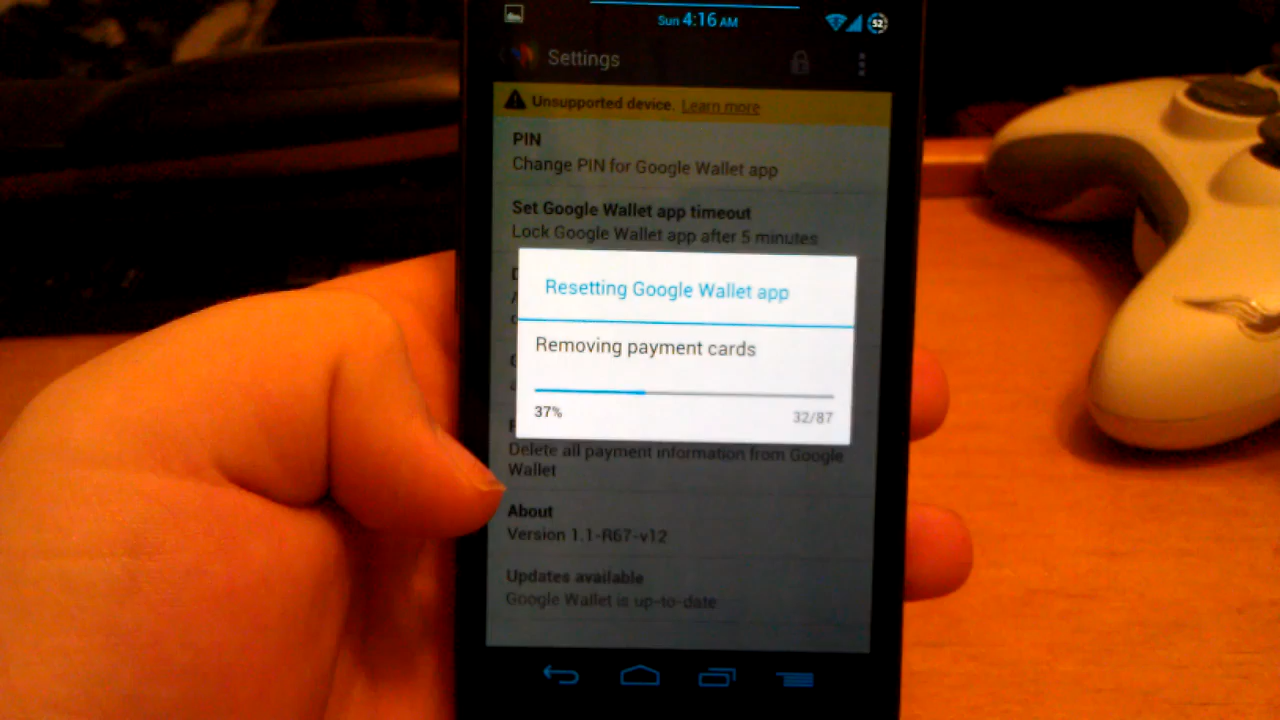 Sun 4:16 AM
52
Settings
Unsupported device. Learn more
PIN
Change PIN for Google Wallet app
Set Google Wallet app timeout
Lock Google Wallet app after 5 minutes
Resetting Google Wallet app
Removing payment cards
37%
32/87
Delete all payment information from Google
Wallet
About
Version 1.1-R67-v12
Updates available
Google Wallet is up-to-date